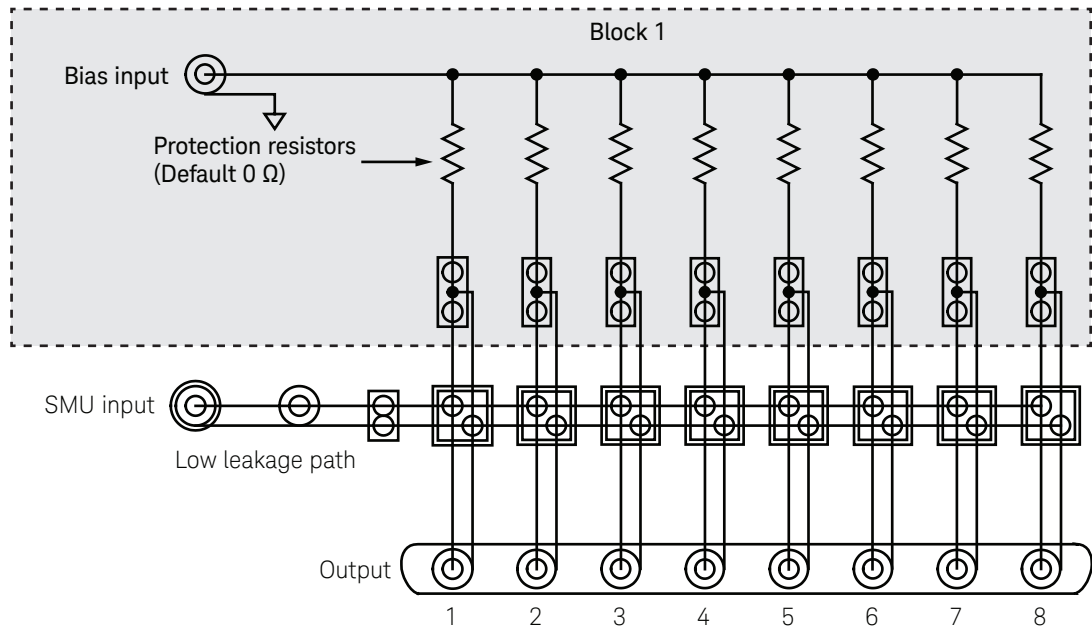 Block 1
Bias input
Protection resistors
(Default 0 Ω)
SMU input
Low leakage path
Output
1 2 3 4 5 6 7 8